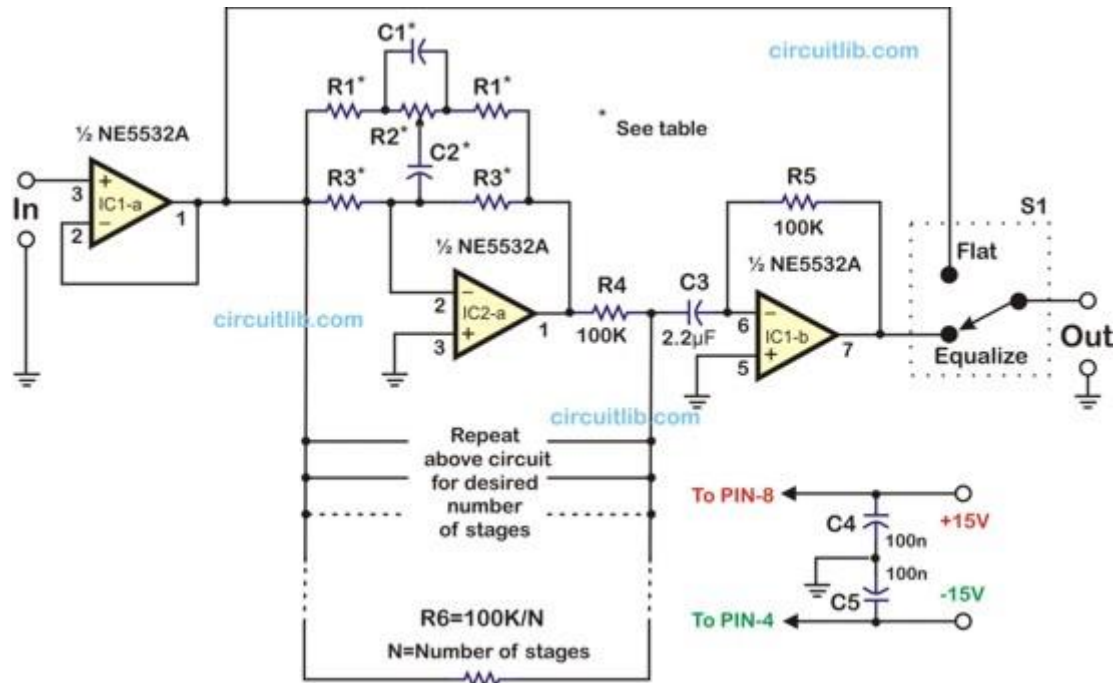 C1*
circuitlib.com
R1*
R1*
½ NE5532A
R2*
* See table
C2*
R3*
R3*
R5
100K
S1
In
3
+
IC1-a
1
2
−
½ NE5532A
½ NE5532A
Flat
circuitlib.com
2
−
IC2-a
1
3
+
R4
100K
C3
2.2µF
6
−
IC1-b
7
5
+
Equalize
Out
circuitlib.com
Repeat
above circuit
for desired
number
of stages
To PIN-8
+15V
C4
100n
100n
C5
-15V
To PIN-4
R6=100K/N
N=Number of stages